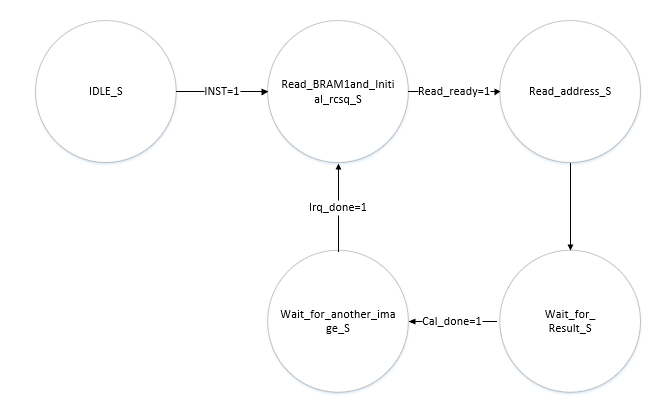 IDLE_S
INST=1
Read_BRAM1and_Initi
al_rcsq_S
Read_ready=1
Read_address_S
Irq_done=1
Wait_for_another_ima
ge_S
Cal_done=1
Wait_for_
Result_S